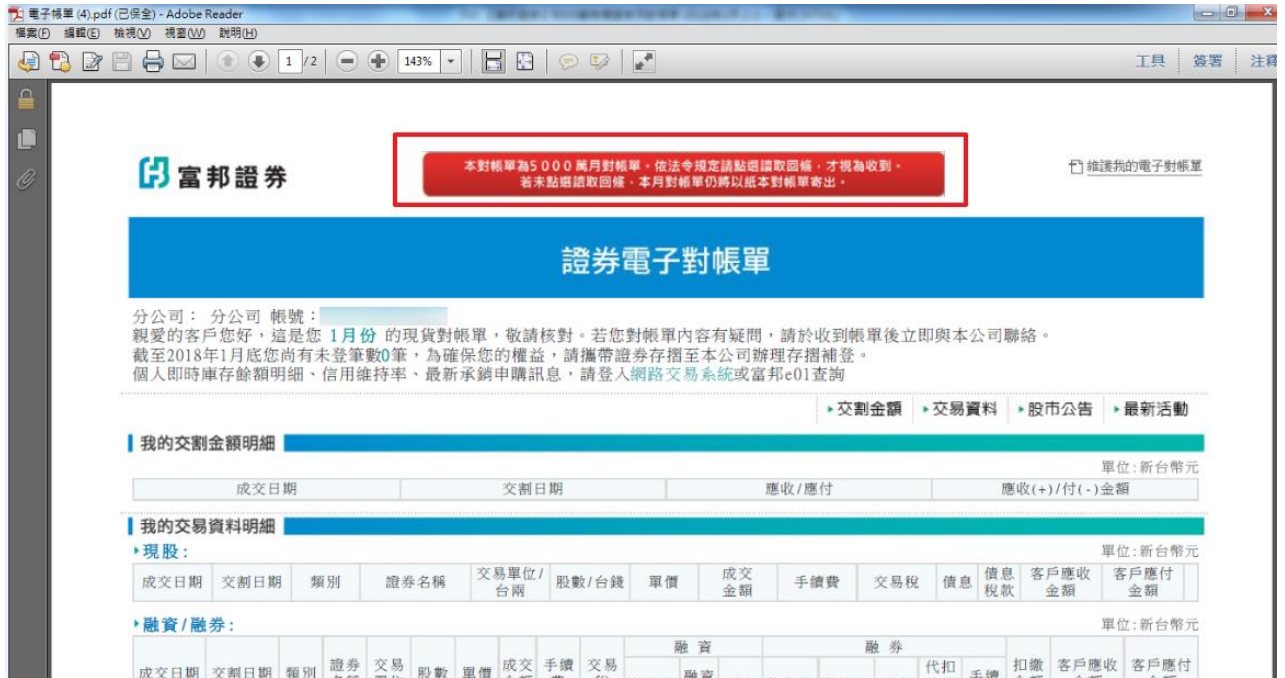 電子帳單 (4).pdf (已保全) - Adobe Reader
檔案(F) 編輯(E) 檢視(V) 視窗(W) 說明(H)
1 /2 143% 工具 簽署 注釋
富邦證券
本對帳單為5000萬月對帳單。依法令規定請點選讀取回條，才視為收到。
若未點選讀取回條，本月對帳單仍將以紙本對帳單寄出。
維護我的電子對帳單
證券電子對帳單
分公司： 分公司 帳號：
親愛的客戶您好，這是您 1月份 的現貨對帳單，敬請核對。若您對帳單內容有疑問，請於收到帳單後立即與本公司聯絡。
截至2018年1月底您尚有未登筆數0筆，為確保您的權益，請攜帶證券存摺至本公司辦理存摺補登。
個人即時庫存餘額明細、信用維持率、最新承銷申購訊息，請登入網路交易系統或富邦e01查詢
交割金額 交易資料 股市公告 最新活動
我的交割金額明細
單位:新台幣元
成交日期 交割日期 應收/應付 應收(+)/付(-)金額
我的交易資料明細
現股: 單位:新台幣元
成交日期 交割日期 類別 證券名稱 交易單位/台兩 股數/台錢 單價 成交金額 手續費 交易稅 債息 債息稅款 客戶應收金額 客戶應付金額
融資/融券: 單位:新台幣元
融資 融券
成交日期 交割日期 類別 證券 交易 股數 單價 成交 手續 交易 融資 代扣 手續 扣繳 客戶應收 客戶應付